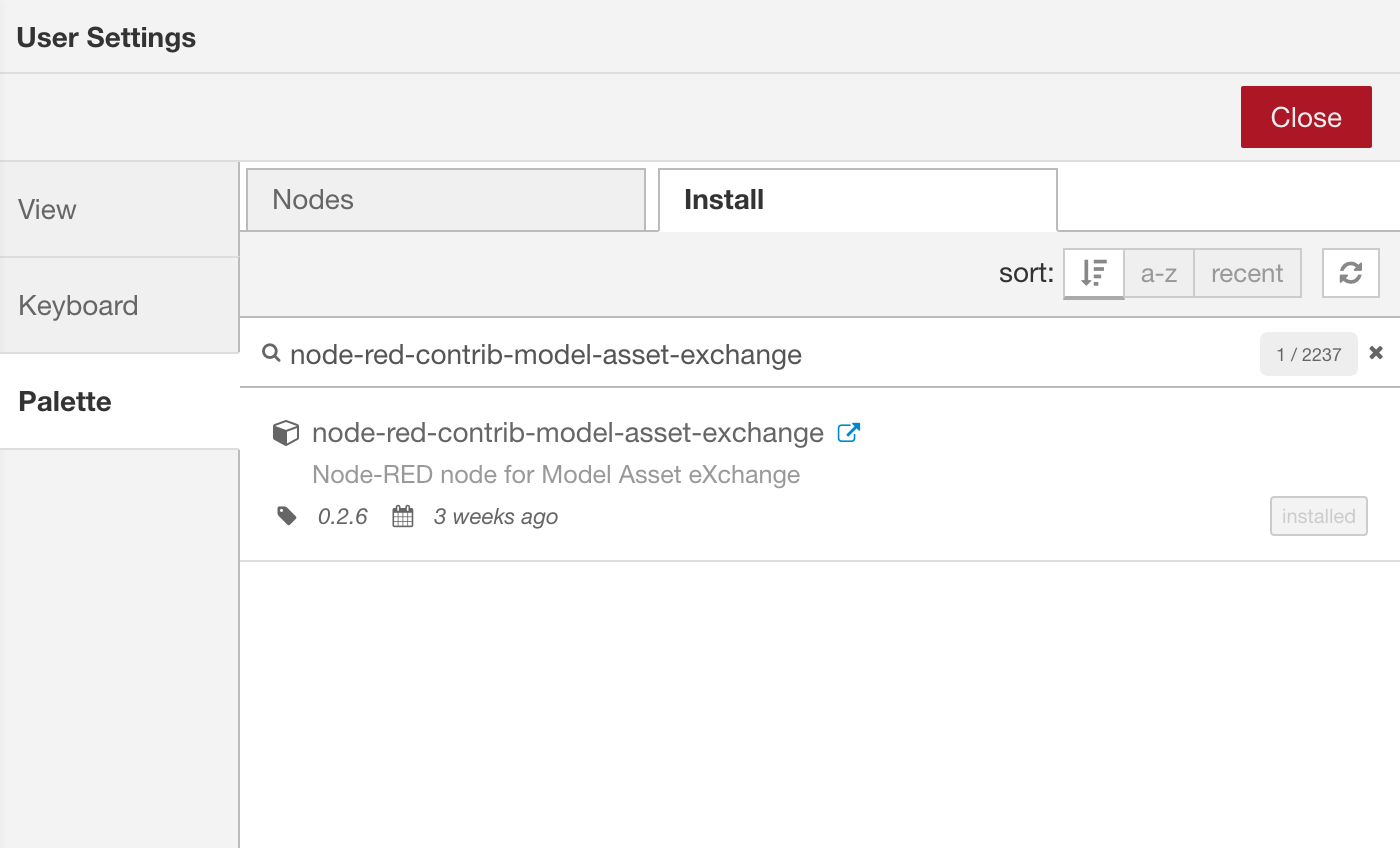 User Settings
Close
View
Keyboard
Palette
Nodes
Install
sort:
a-z
recent
node-red-contrib-model-asset-exchange
1 / 2237
node-red-contrib-model-asset-exchange
Node-RED node for Model Asset eXchange
0.2.6
3 weeks ago
installed